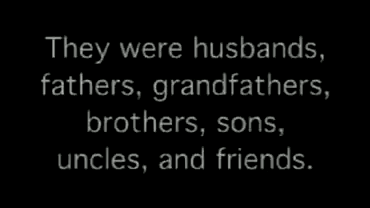 They were husbands,
fathers, grandfathers,
brothers, sons,
uncles, and friends.